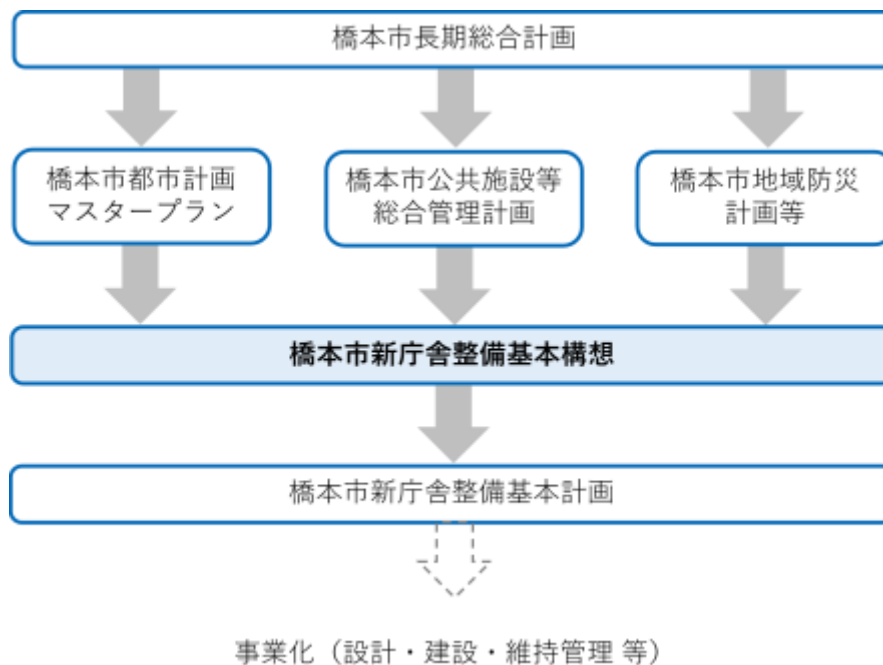 橋本市長期総合計画
橋本市都市計画
マスタープラン
橋本市公共施設等
総合管理計画
橋本市地域防災
計画等
橋本市新庁舎整備基本構想
橋本市新庁舎整備基本計画
事業化（設計・建設・維持管理 等）